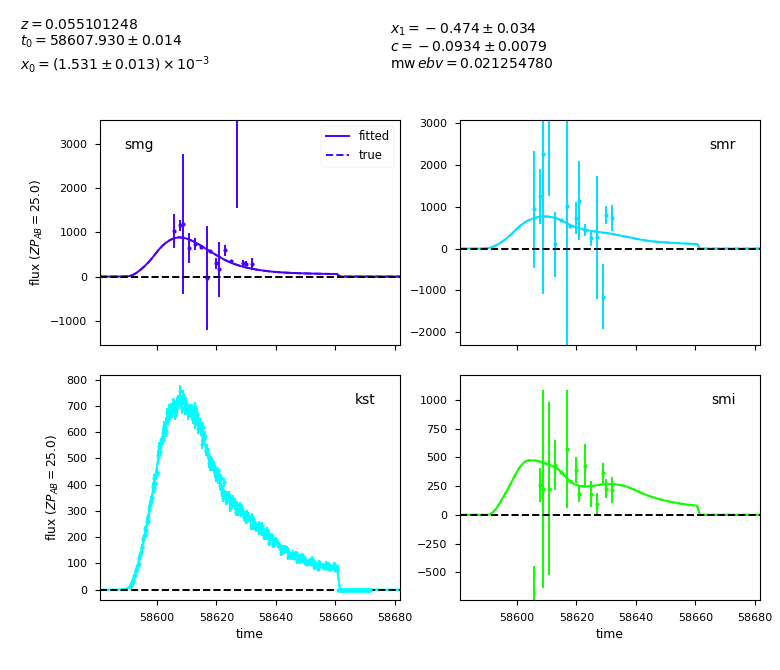 z = 0.055101248
t₀ = 58607.930 ± 0.014
x₀ = (1.531 ± 0.013) × 10⁻³
x₁ = −0.474 ± 0.034
c = −0.0934 ± 0.0079
mw ebv = 0.021254780
smg
fitted
true
3000
2000
1000
0
−1000
flux (ZP_AB = 25.0)
smr
3000
2000
1000
0
−1000
−2000
kst
800
700
600
500
400
300
200
100
0
flux (ZP_AB = 25.0)
58600 58620 58640 58660 58680
time
smi
1000
750
500
250
0
−250
−500
58600 58620 58640 58660 58680
time